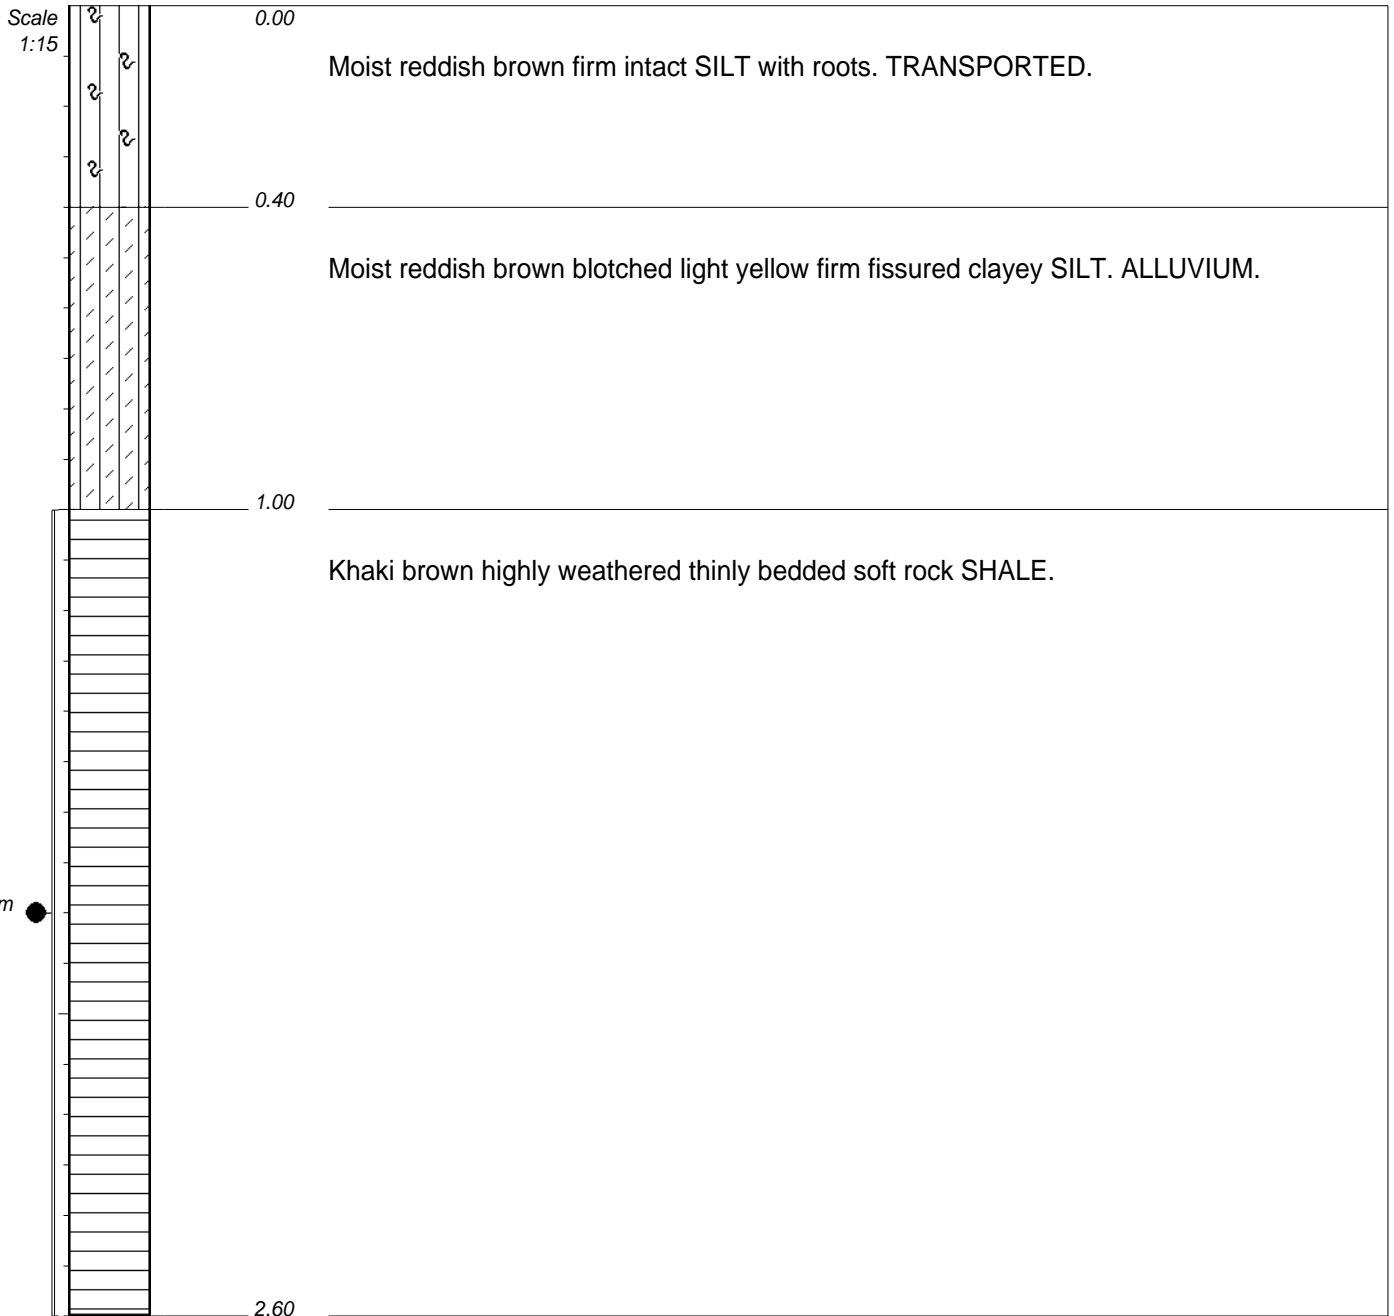 Scale
1:15
0.00
Moist reddish brown firm intact SILT with roots. TRANSPORTED.
0.40
Moist reddish brown blotched light yellow firm fissured clayey SILT. ALLUVIUM.
1.00
Khaki brown highly weathered thinly bedded soft rock SHALE.
m
2.60